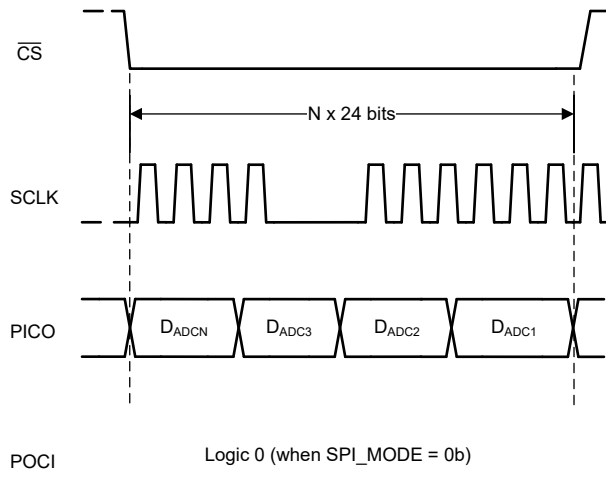 CS
N x 24 bits
SCLK
PICO
DADCN
DADC3
DADC2
DADC1
POCI
Logic 0 (when SPI_MODE = 0b)